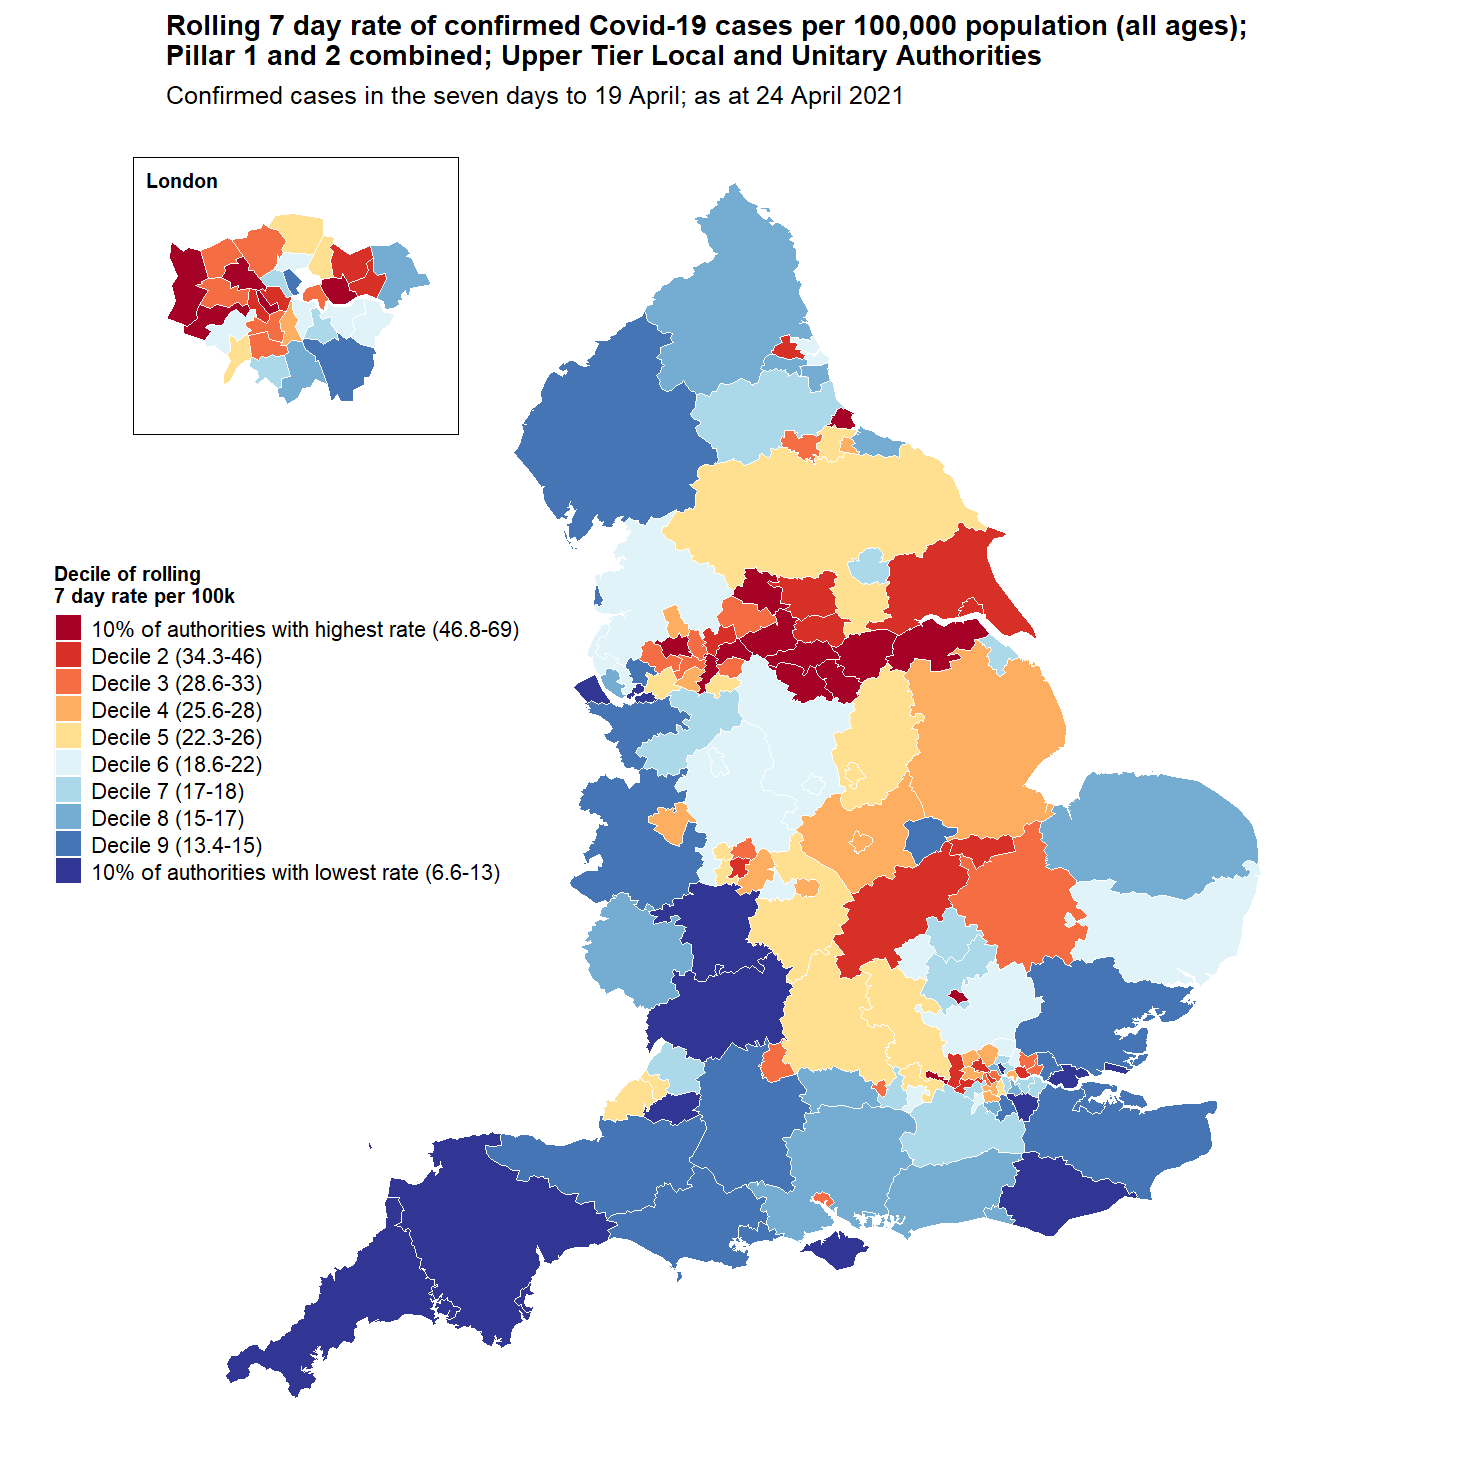 Rolling 7 day rate of confirmed Covid-19 cases per 100,000 population (all ages);
Pillar 1 and 2 combined; Upper Tier Local and Unitary Authorities
Confirmed cases in the seven days to 19 April; as at 24 April 2021
London
Decile of rolling
7 day rate per 100k
10% of authorities with highest rate (46.8-69)
Decile 2 (34.3-46)
Decile 3 (28.6-33)
Decile 4 (25.6-28)
Decile 5 (22.3-26)
Decile 6 (18.6-22)
Decile 7 (17-18)
Decile 8 (15-17)
Decile 9 (13.4-15)
10% of authorities with lowest rate (6.6-13)